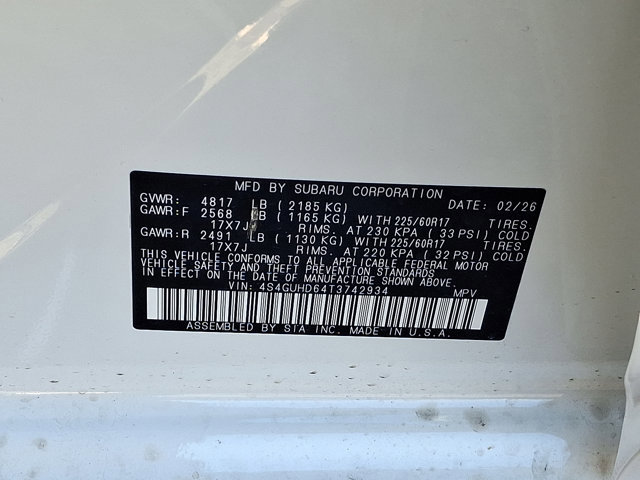 MFD BY SUBARU CORPORATION DATE: 02/26
GVWR: 4817 LB (2185 KG)
GAWR:F 2568 LB (1165 KG) WITH 225/60R17 TIRES.
17X7J RIMS. AT 230 KPA (33 PSI) COLD
GAWR:R 2491 LB (1130 KG) WITH 225/60R17 TIRES.
17X7J RIMS. AT 220 KPA (32 PSI) COLD
THIS VEHICLE CONFORMS TO ALL APPLICABLE FEDERAL MOTOR
VEHICLE SAFETY AND THEFT PREVENTION STANDARDS
IN EFFECT ON THE DATE OF MANUFACTURE SHOWN ABOVE.
VIN: 4S4GUHD64T3742934 MPV
ASSEMBLED BY SIA INC. MADE IN U.S.A.